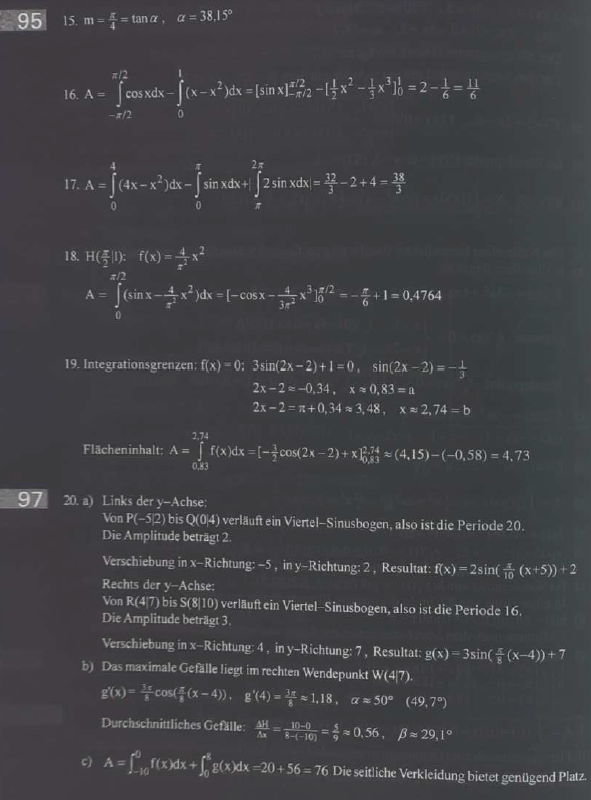 95 15. m = π/4 = tan α , α = 38,15°
16. A = ∫_{-π/2}^{π/2} cos xdx − ∫_0^1 (x − x²)dx = [sin x]_{-π/2}^{π/2} − [1/2 x² − 1/3 x³]_0^1 = 2 − 1/6 = 11/6
17. A = ∫_0^4 (4x − x²)dx − ∫_0^π sin xdx + | ∫_π^{2π} 2 sin xdx| = 32/3 − 2 + 4 = 38/3
18. H(π/2|1): f(x) = 4/π² x²
A = ∫_0^{π/2} (sin x − 4/π² x²)dx = [−cos x − 4/3π² x³]_0^{π/2} = −π/6 + 1 = 0,4764
19. Integrationsgrenzen: f(x) = 0; 3sin(2x − 2) + 1 = 0 , sin(2x − 2) = −1/3
2x − 2 ≈ −0,34 , x ≈ 0,83 = a
2x − 2 = π + 0,34 ≈ 3,48 , x ≈ 2,74 = b
Flächeninhalt: A = ∫_{0,83}^{2,74} f(x)dx = [−3/2 cos(2x − 2) + x]_{0,83}^{2,74} ≈ (4,15) − (−0,58) = 4,73
97 20. a) Links der y–Achse:
Von P(−5|2) bis Q(0|4) verläuft ein Viertel–Sinusbogen, also ist die Periode 20.
Die Amplitude beträgt 2.
Verschiebung in x–Richtung: −5 , in y–Richtung: 2 , Resultat: f(x) = 2sin( π/10 (x+5)) + 2
Rechts der y–Achse:
Von R(4|7) bis S(8|10) verläuft ein Viertel–Sinusbogen, also ist die Periode 16.
Die Amplitude beträgt 3.
Verschiebung in x–Richtung: 4 , in y–Richtung: 7 , Resultat: g(x) = 3sin( π/8 (x−4)) + 7
b) Das maximale Gefälle liegt im rechten Wendepunkt W(4|7).
g'(x) = 3π/8 cos(π/8 (x − 4)), g'(4) = 3π/8 ≈ 1,18 , α ≈ 50° (49,7°)
Durchschnittliches Gefälle: ΔH/Δx = 10−0/8−(−10) = 5/9 ≈ 0,56 , β ≈ 29,1°
c) A = ∫_{-10}^0 f(x)dx + ∫_0^8 g(x)dx =20 + 56 = 76 Die seitliche Verkleidung bietet genügend Platz.